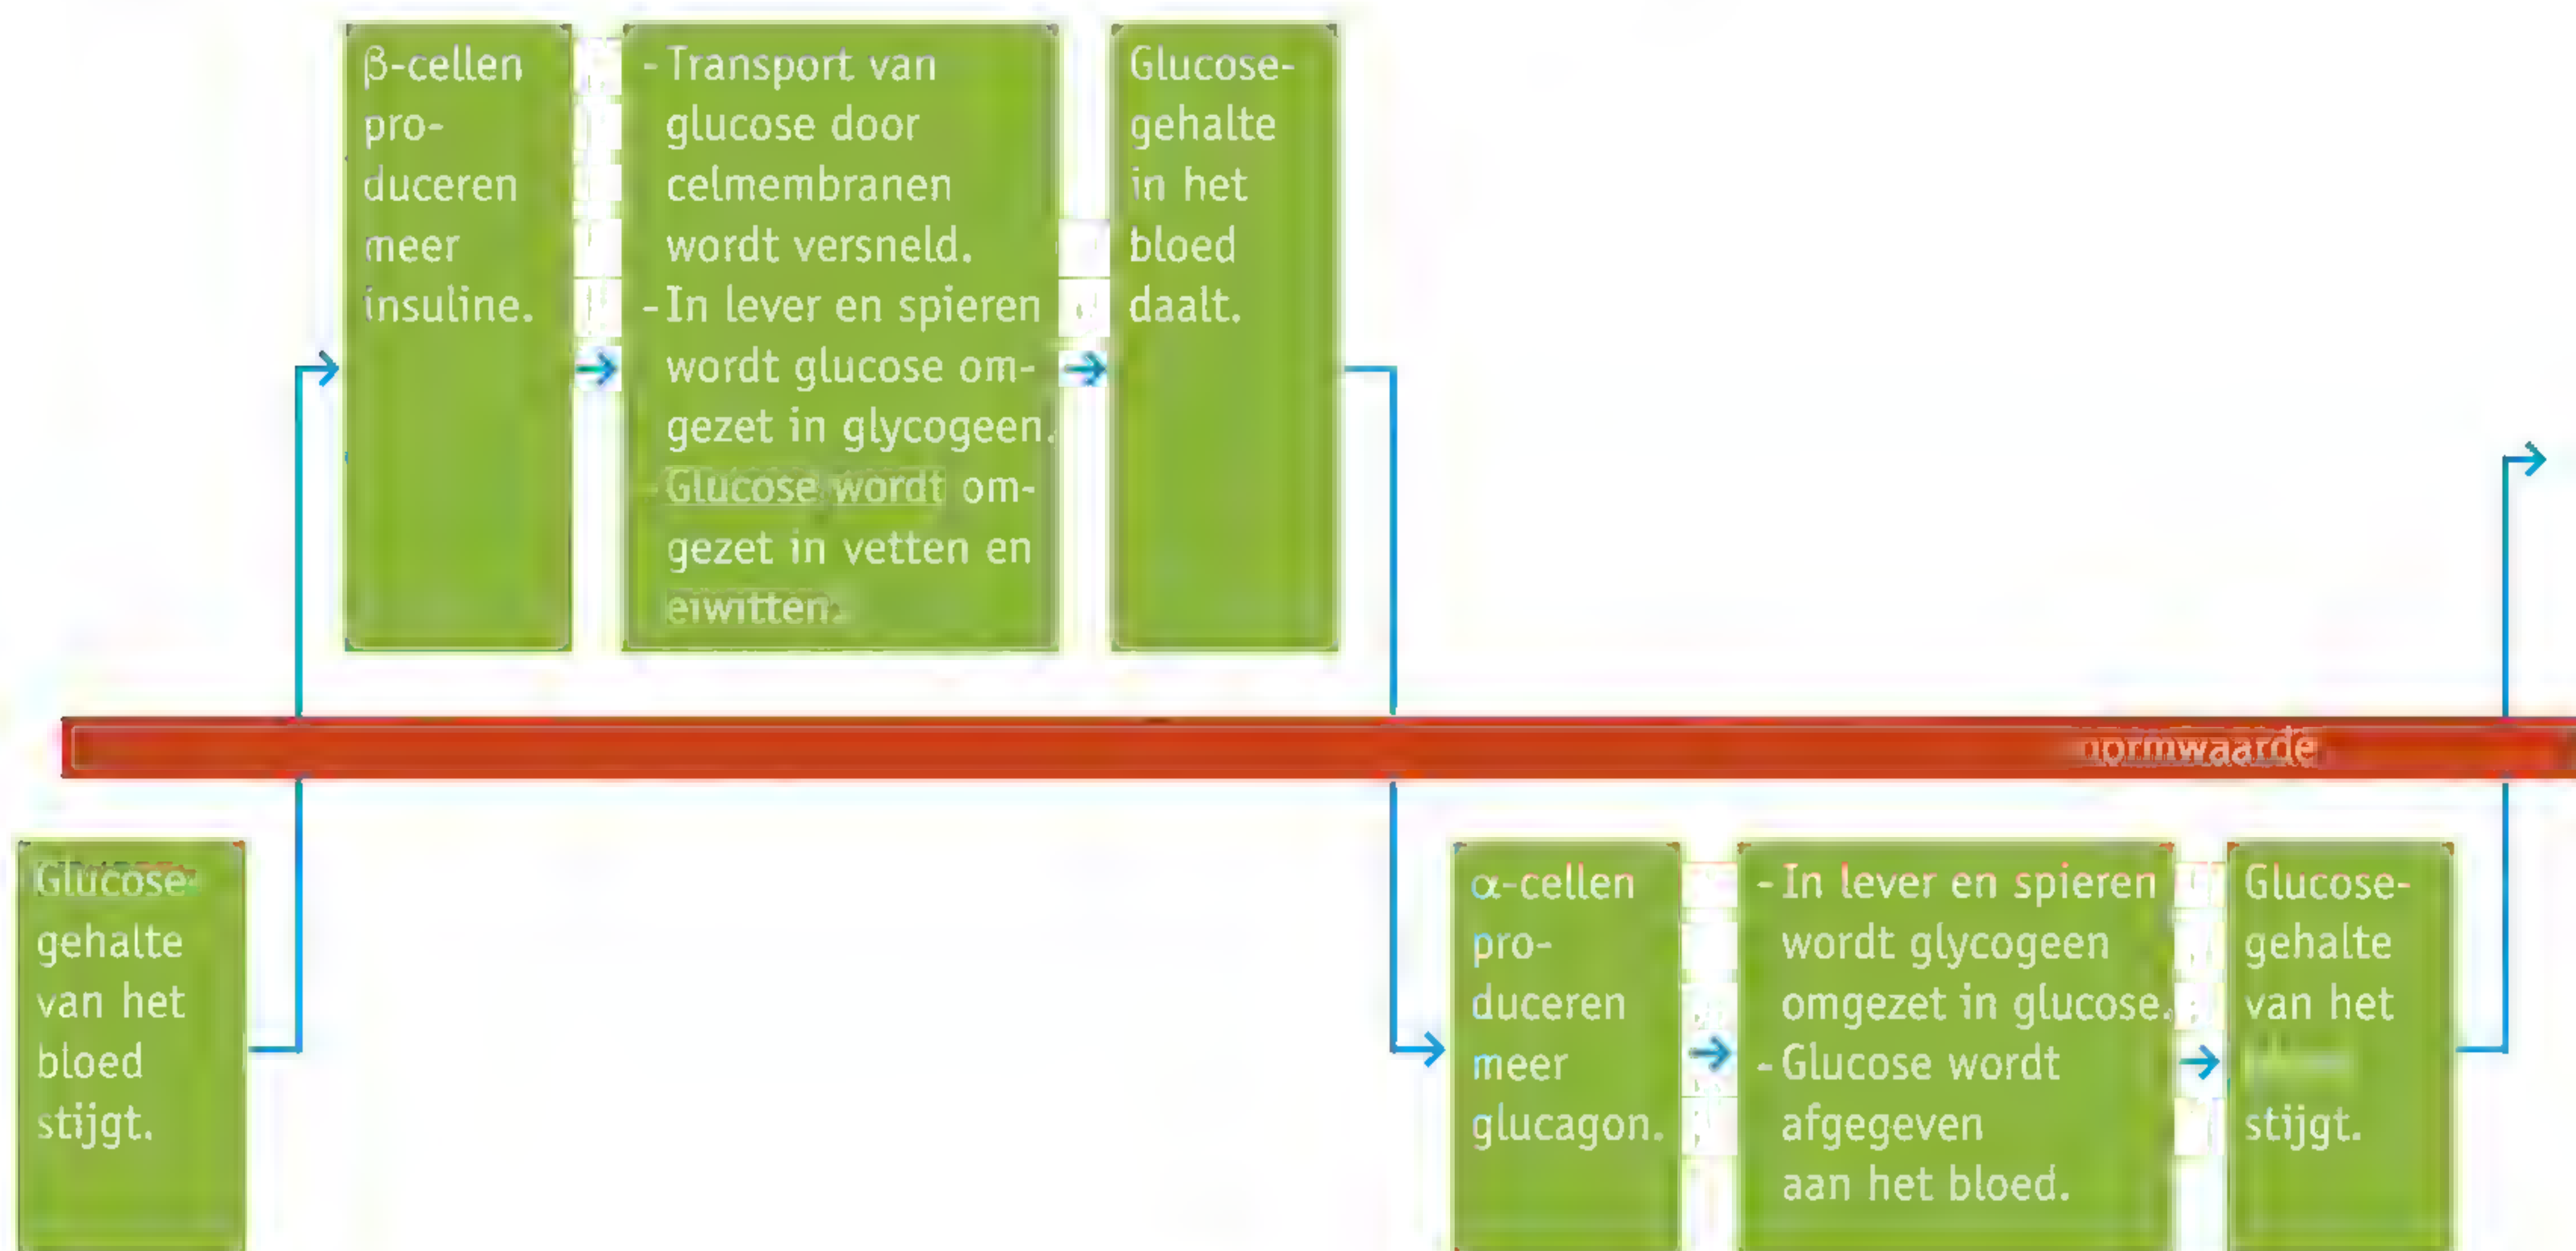 β-cellen
pro-
duceren
meer
insuline.
- Transport van
glucose door
celmembranen
wordt versneld.
- In lever en spieren
wordt glucose om-
gezet in glycogeen.
- Glucose wordt om-
gezet in vetten en
eiwitten.
Glucose-
gehalte
in het
bloed
daalt.
normwaarde
Glucose-
gehalte
van het
bloed
stijgt.
α-cellen
pro-
duceren
meer
glucagon.
- In lever en spieren
wordt glycogeen
omgezet in glucose.
- Glucose wordt
afgegeven
aan het bloed.
Glucose-
gehalte
van het
stijgt.